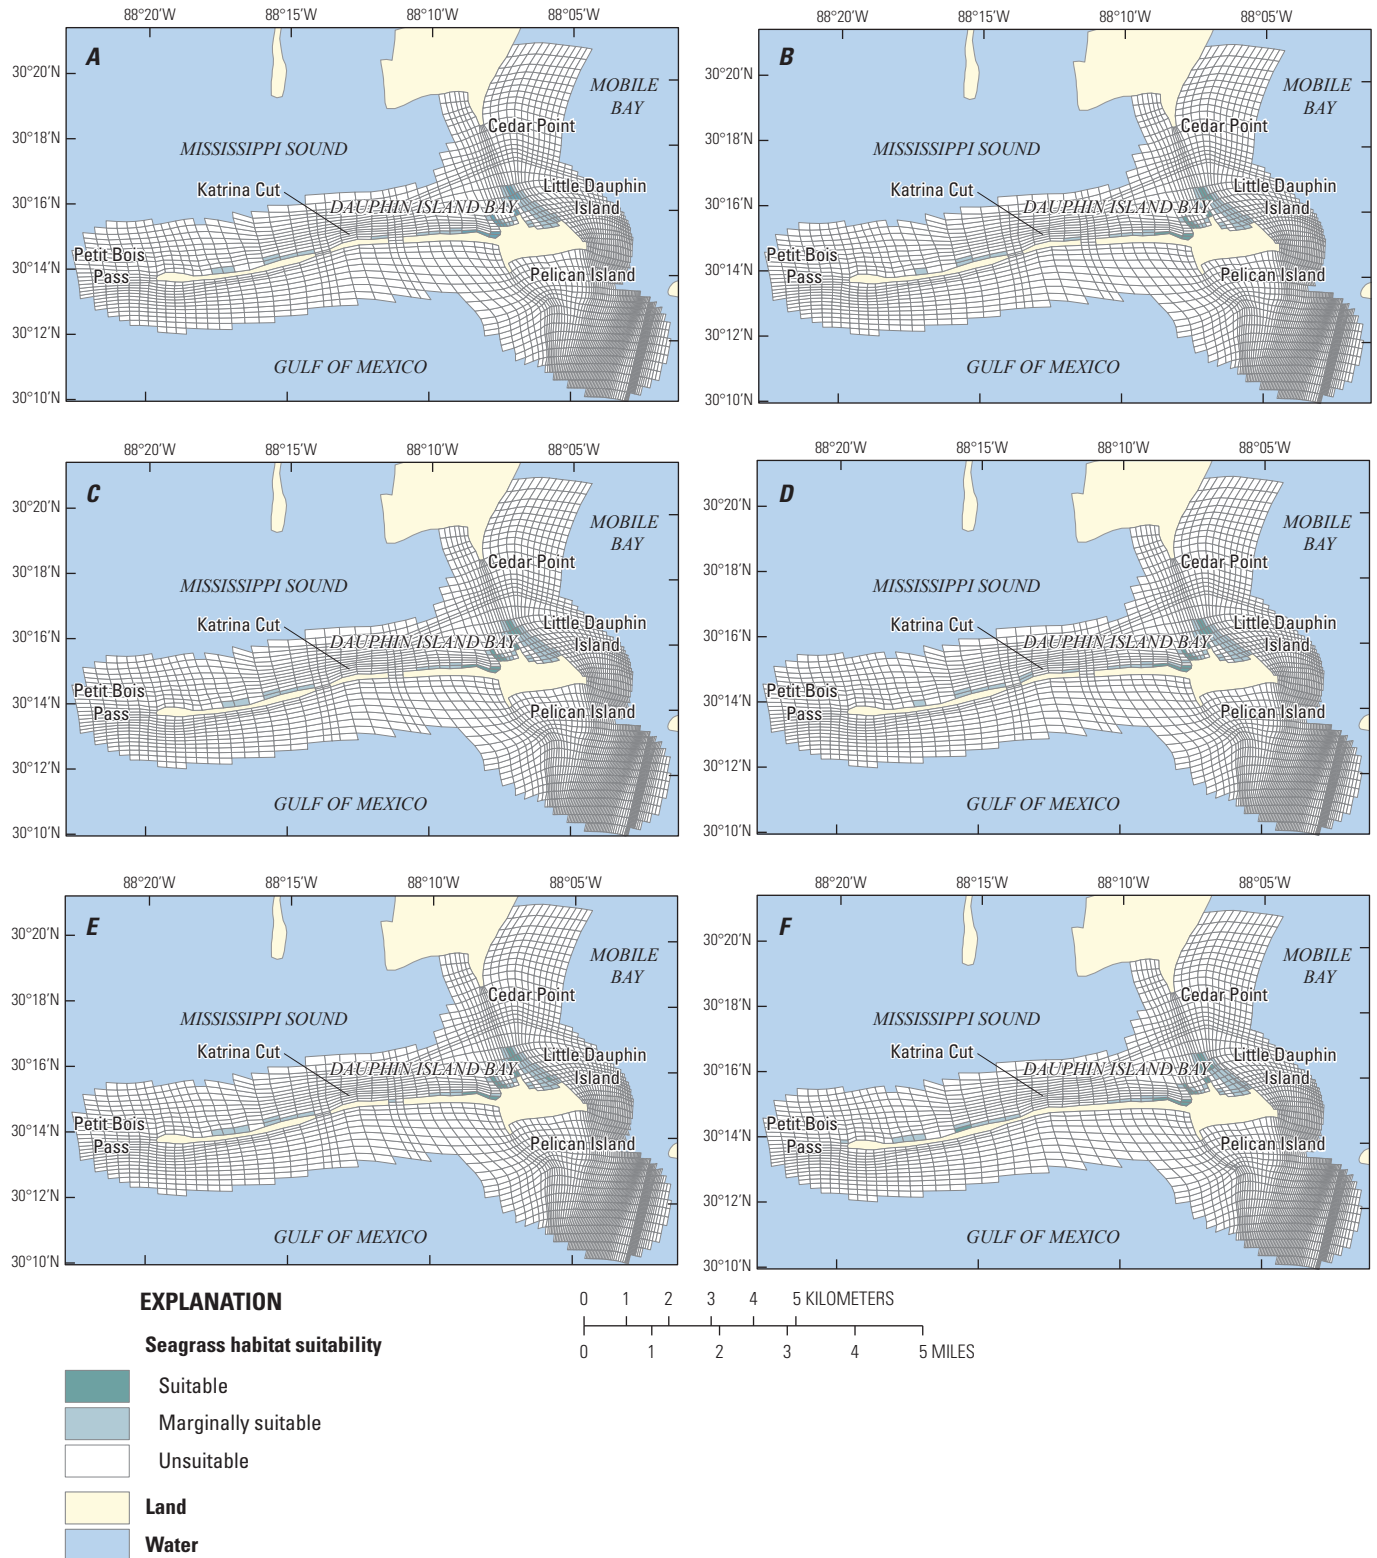 88°20'W 88°15'W 88°10'W 88°05'W
A
30°20'N
30°18'N
30°16'N
30°14'N
30°12'N
30°10'N
MOBILE
BAY
Cedar Point
MISSISSIPPI SOUND
Katrina Cut
Little Dauphin
Island
DAUPHIN ISLAND BAY
Petit Bois
Pass
Pelican Island
GULF OF MEXICO
88°20'W 88°15'W 88°10'W 88°05'W
B
30°20'N
30°18'N
30°16'N
30°14'N
30°12'N
30°10'N
MOBILE
BAY
Cedar Point
MISSISSIPPI SOUND
Katrina Cut
Little Dauphin
Island
DAUPHIN ISLAND BAY
Petit Bois
Pass
Pelican Island
GULF OF MEXICO
88°20'W 88°15'W 88°10'W 88°05'W
C
30°20'N
30°18'N
30°16'N
30°14'N
30°12'N
30°10'N
MOBILE
BAY
Cedar Point
MISSISSIPPI SOUND
Katrina Cut
Little Dauphin
Island
DAUPHIN ISLAND BAY
Petit Bois
Pass
Pelican Island
GULF OF MEXICO
88°20'W 88°15'W 88°10'W 88°05'W
D
30°20'N
30°18'N
30°16'N
30°14'N
30°12'N
30°10'N
MOBILE
BAY
Cedar Point
MISSISSIPPI SOUND
Katrina Cut
Little Dauphin
Island
DAUPHIN ISLAND BAY
Petit Bois
Pass
Pelican Island
GULF OF MEXICO
88°20'W 88°15'W 88°10'W 88°05'W
E
30°20'N
30°18'N
30°16'N
30°14'N
30°12'N
30°10'N
MOBILE
BAY
Cedar Point
MISSISSIPPI SOUND
Katrina Cut
Little Dauphin
Island
DAUPHIN ISLAND BAY
Petit Bois
Pass
Pelican Island
GULF OF MEXICO
88°20'W 88°15'W 88°10'W 88°05'W
F
30°20'N
30°18'N
30°16'N
30°14'N
30°12'N
30°10'N
MOBILE
BAY
Cedar Point
MISSISSIPPI SOUND
Katrina Cut
Little Dauphin
Island
DAUPHIN ISLAND BAY
Petit Bois
Pass
Pelican Island
GULF OF MEXICO
EXPLANATION
Seagrass habitat suitability
Suitable
Marginally suitable
Unsuitable
Land
Water
0 1 2 3 4 5 KILOMETERS
0 1 2 3 4 5 MILES